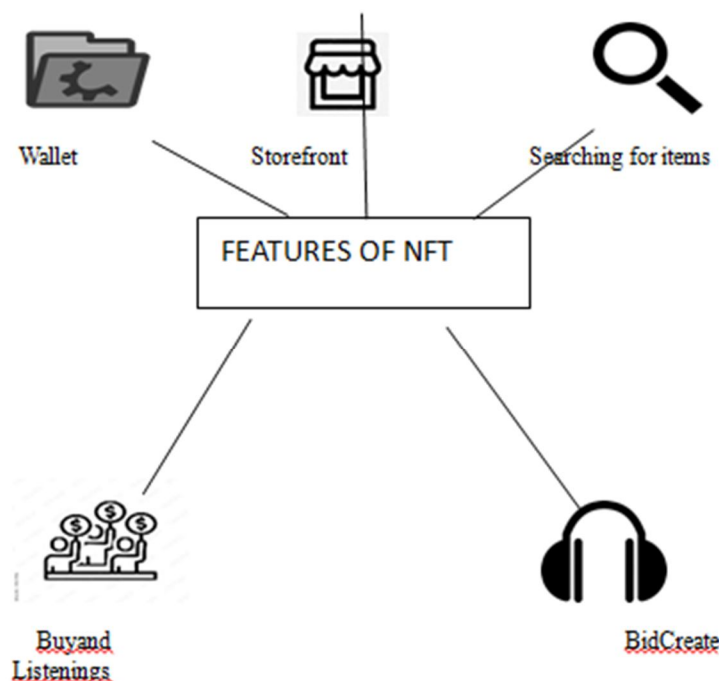 Wallet
Storefront
Searching for items
FEATURES OF NFT
$ $ $
Buyand
Listenings
BidCreate